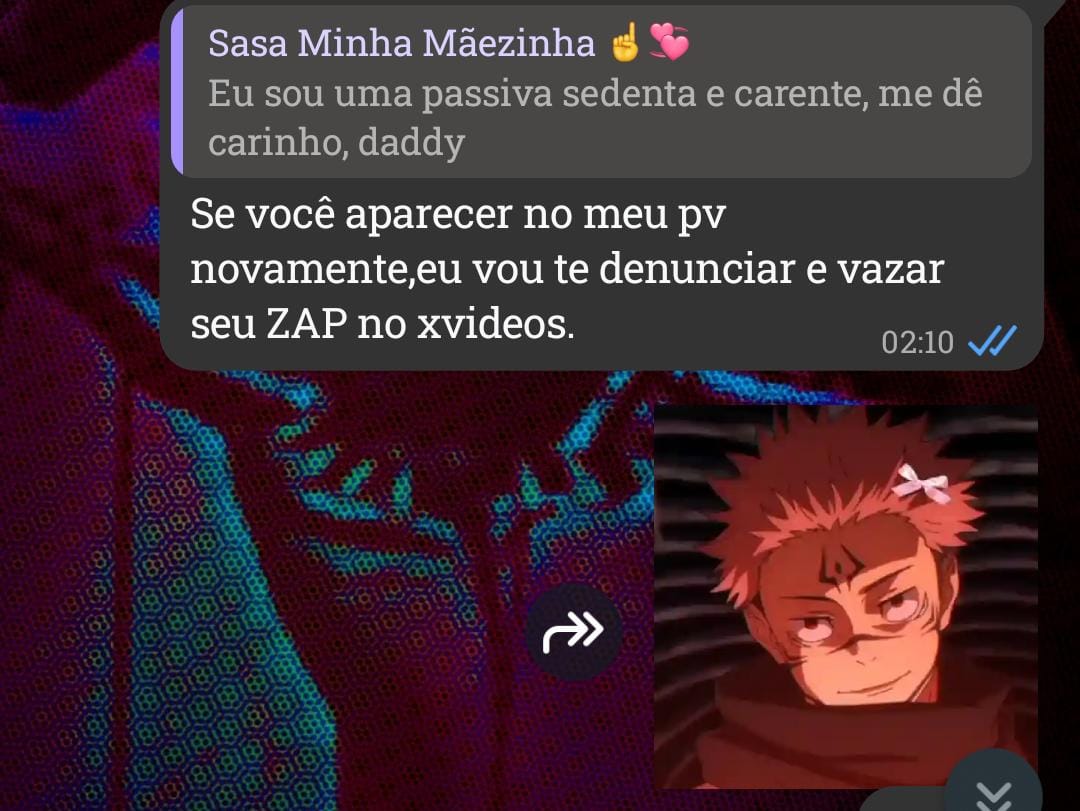 Sasa Minha Mãezinha ☝️💞
Eu sou uma passiva sedenta e carente, me dê
carinho, daddy
Se você aparecer no meu pv
novamente,eu vou te denunciar e vazar
seu ZAP no xvideos.
02:10